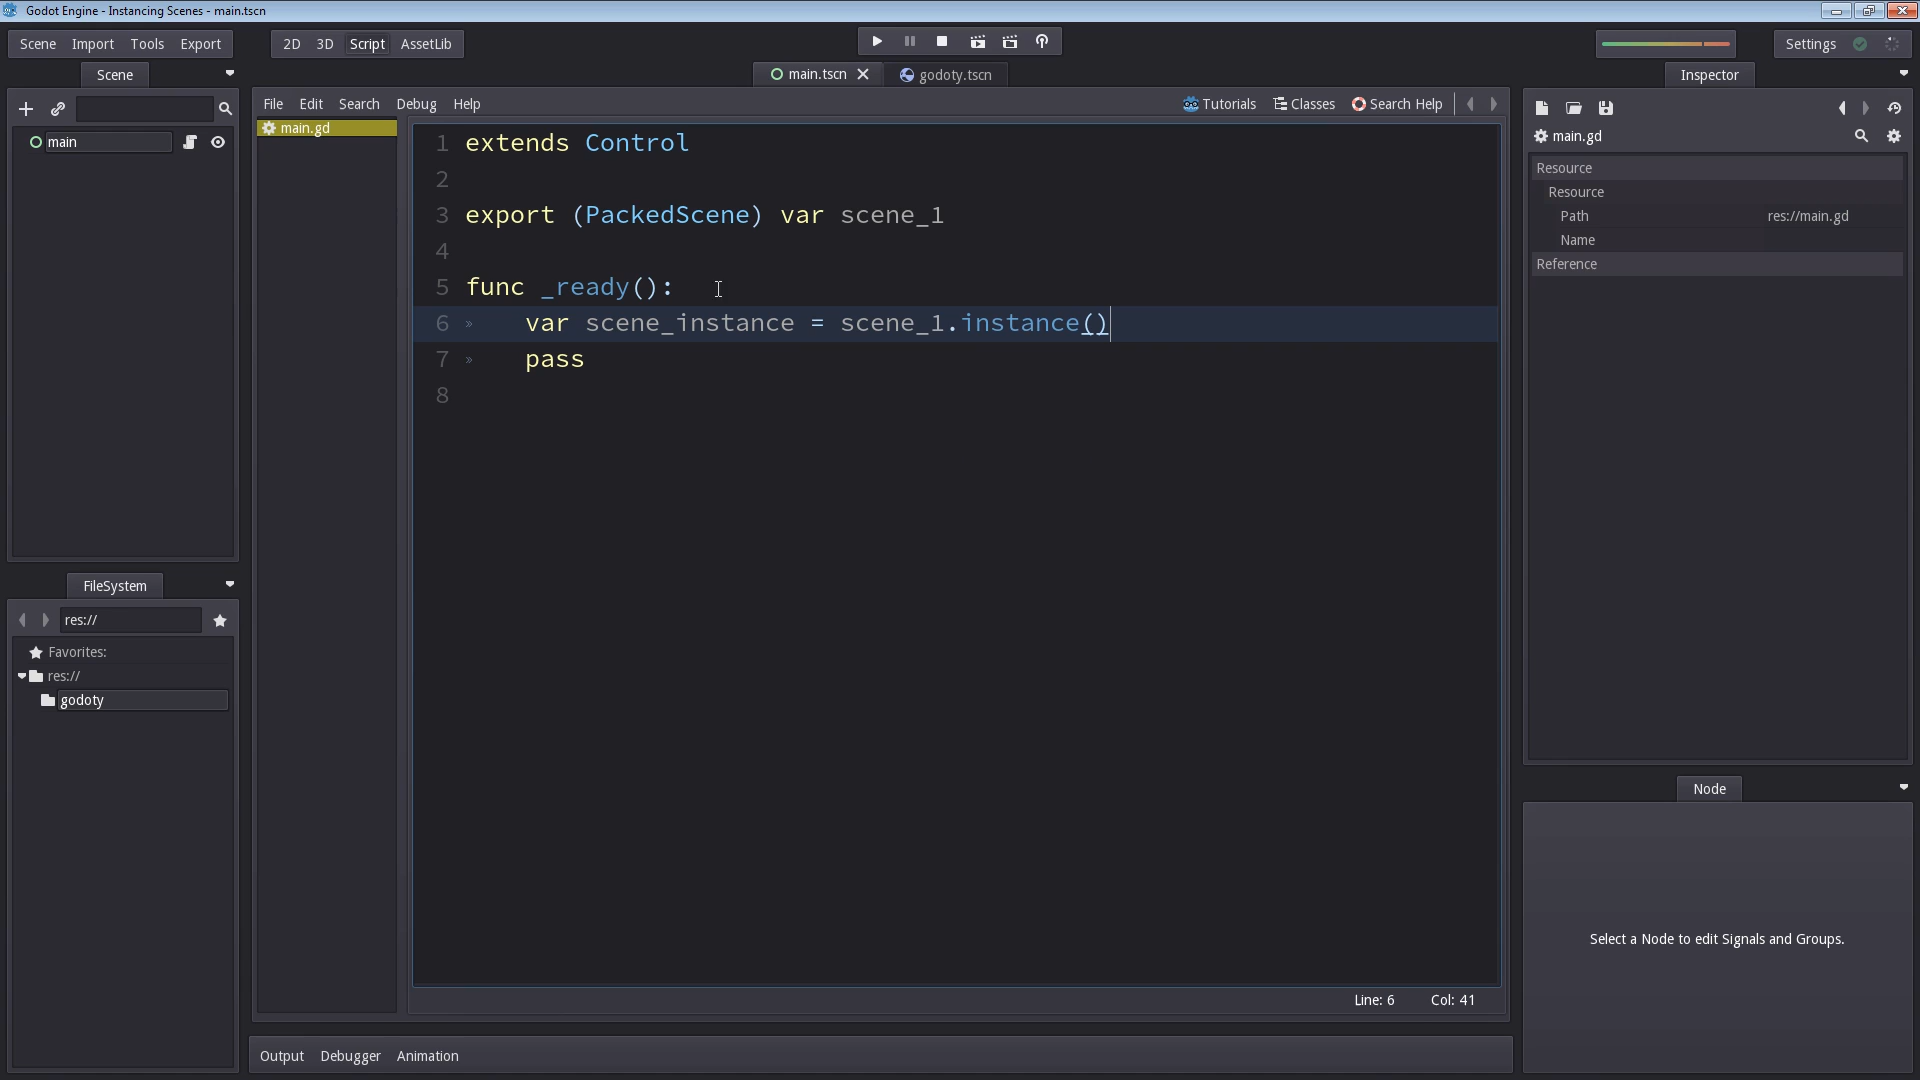 Godot Engine - Instancing Scenes - main.tscn
Scene Import Tools Export
2D 3D Script AssetLib
Settings
Scene
main.tscn godoty.tscn
Inspector
File Edit Search Debug Help
Tutorials Classes Search Help
main
main.gd
1 extends Control
2
3 export (PackedScene) var scene_1
4
5 func _ready():
6 » var scene_instance = scene_1.instance()
7 » pass
8
Line: 6 Col: 41
main.gd
Resource
Resource
Path res://main.gd
Name
Reference
FileSystem
res://
Favorites:
res://
godoty
Node
Select a Node to edit Signals and Groups.
Output Debugger Animation